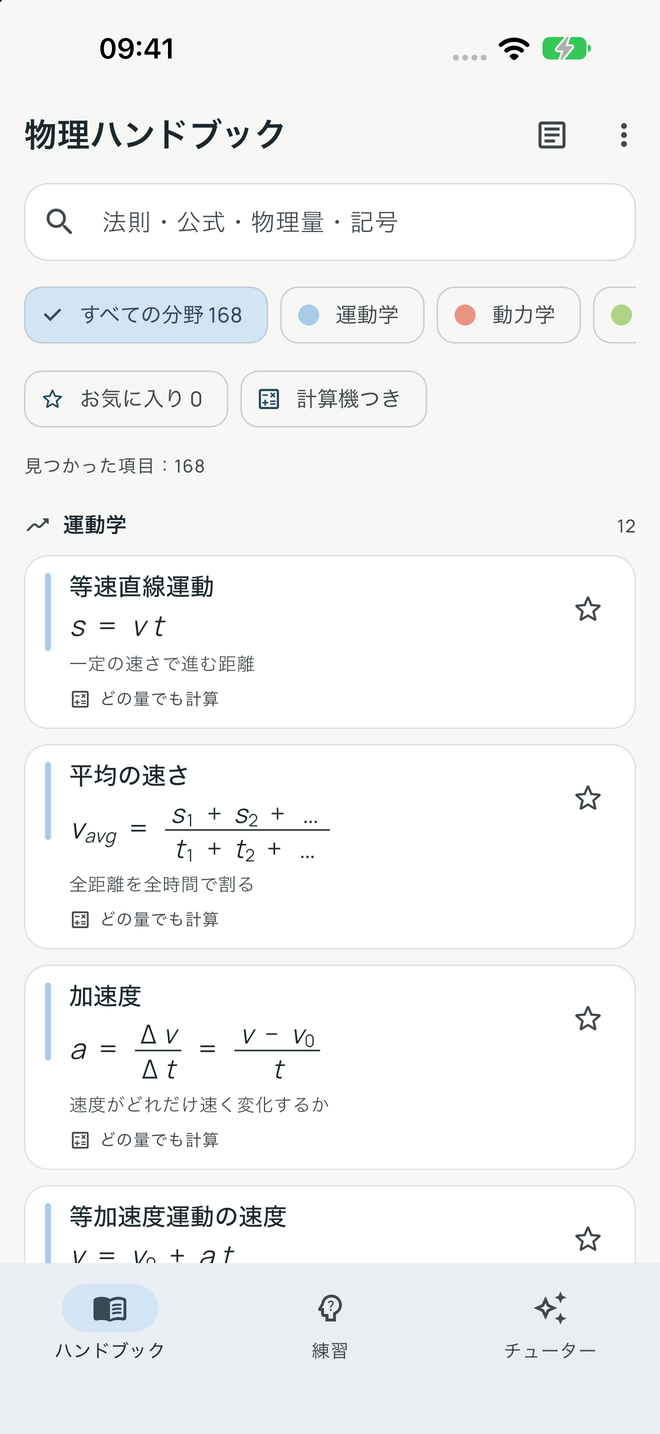 09:41
物理ハンドブック
法則・公式・物理量・記号
すべての分野 168
運動学
動力学
お気に入り 0
計算機つき
見つかった項目：168
運動学
12
等速直線運動
s = v t
一定の速さで進む距離
どの量でも計算
平均の速さ
v_avg = (s₁ + s₂ + …) / (t₁ + t₂ + …)
全距離を全時間で割る
どの量でも計算
加速度
a = Δ v / Δ t = (v − v₀) / t
速度がどれだけ速く変化するか
どの量でも計算
等加速度運動の速度
v = v₀ + a t
ハンドブック
練習
チューター